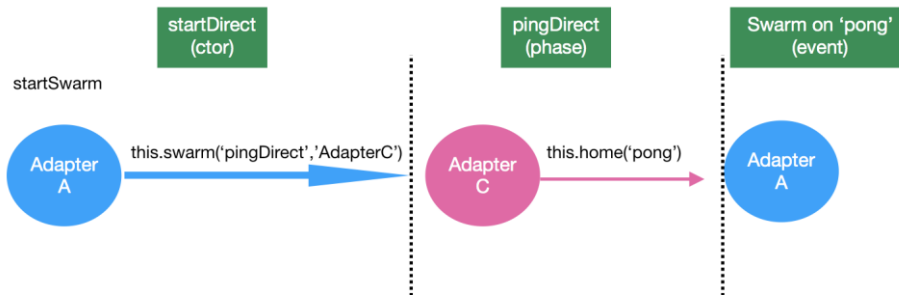 startDirect
(ctor)
pingDirect
(phase)
Swarm on ‘pong’
(event)
startSwarm
Adapter
A
this.swarm(‘pingDirect’,’AdapterC’)
Adapter
C
this.home(‘pong’)
Adapter
A